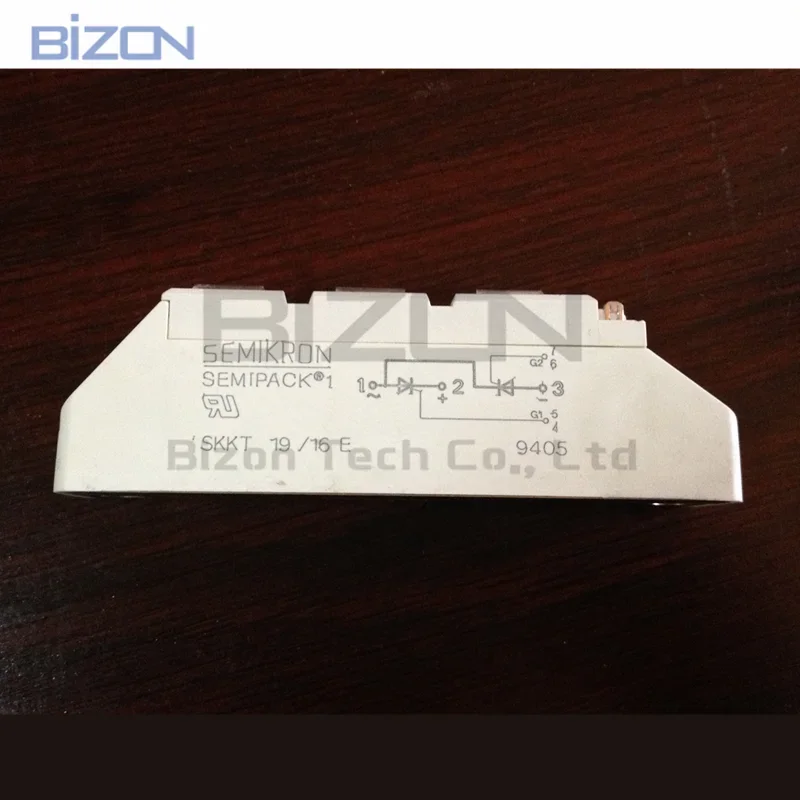 BIZON
BIZON
SEMIKRON
SEMIPACK®1
1 ~ + 2 - 3
G2 7
6
G1 5
4
SKKT 19/16 E 9405
Bizon Tech Co., Ltd